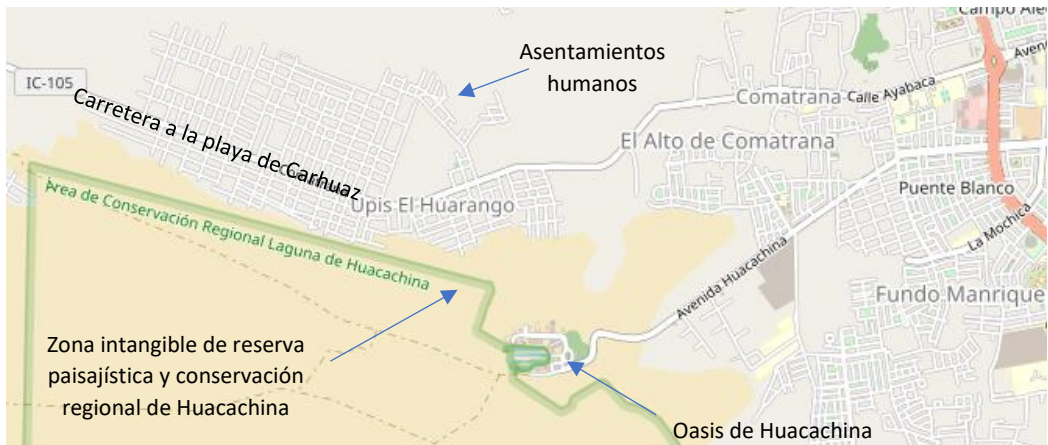 Campo Ale
Avenid
Asentamientos
humanos
IC-105
Calle Ayabaca
Comatrana
Carretera a la playa de Carhuaz
El Alto de Comatrana
Puente Blanco
Área de Conservación Regional Laguna de Huacachina
Upis El Huarango
La Mochica
Avenida Huacachina
Fundo Manrique
Zona intangible de reserva
paisajística y conservación
regional de Huacachina
Oasis de Huacachina